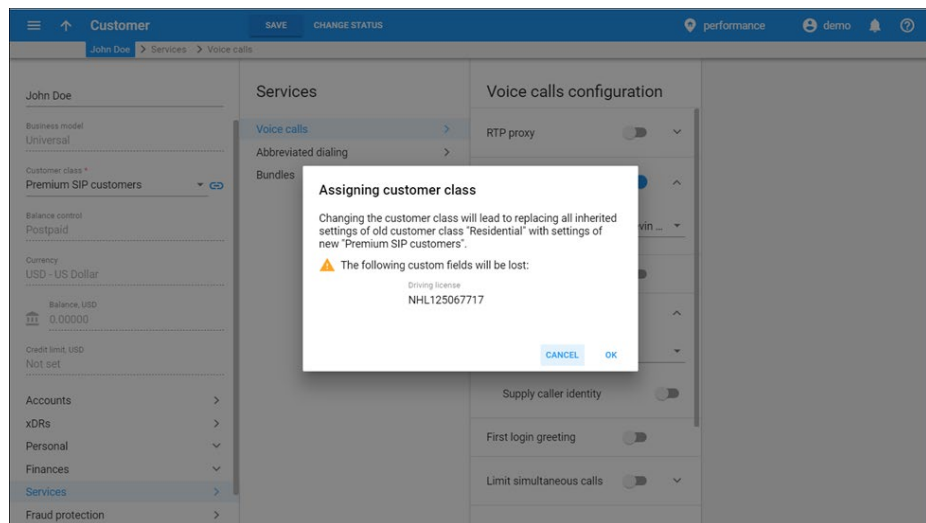 Customer
SAVE
CHANGE STATUS
performance
demo
John Doe > Services > Voice calls
John Doe
Business model
Universal
Customer class *
Premium SIP customers
Balance control
Postpaid
Currency
USD - US Dollar
Balance, USD
0.00000
Credit limit, USD
Not set
Accounts
xDRs
Personal
Finances
Services
Fraud protection
Services
Voice calls
Abbreviated dialing
Bundles
Voice calls configuration
RTP proxy
Supply caller identity
First login greeting
Limit simultaneous calls
Assigning customer class
Changing the customer class will lead to replacing all inherited
settings of old customer class "Residential" with settings of
new "Premium SIP customers".
The following custom fields will be lost:
Driving license
NHL125067717
CANCEL
OK